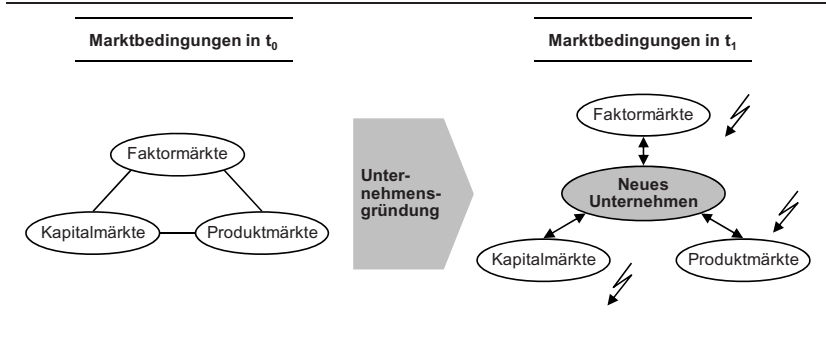 Marktbedingungen in t₀
Faktormärkte
Kapitalmärkte
Produktmärkte
Unter-
nehmens-
gründung
Marktbedingungen in t₁
Faktormärkte
Neues
Unternehmen
Kapitalmärkte
Produktmärkte